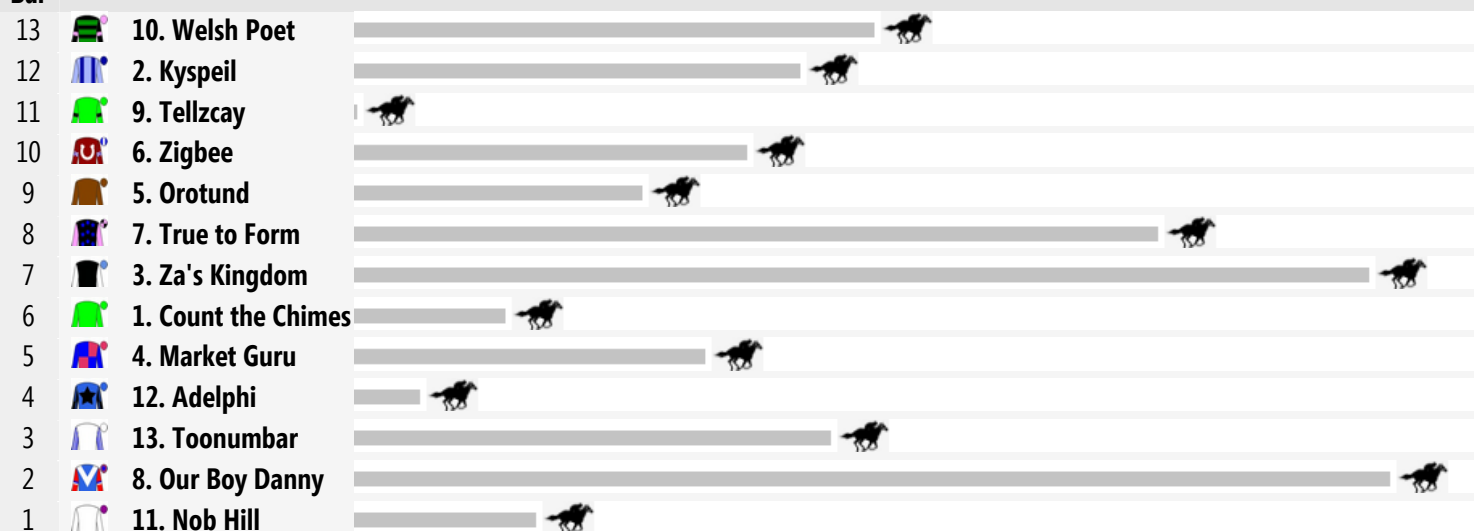 Bar
13 10. Welsh Poet
12 2. Kyspeil
11 9. Tellzcay
10 6. Zigbee
9 5. Orotund
8 7. True to Form
7 3. Za's Kingdom
6 1. Count the Chimes
5 4. Market Guru
4 12. Adelphi
3 13. Toonumbar
2 8. Our Boy Danny
1 11. Nob Hill